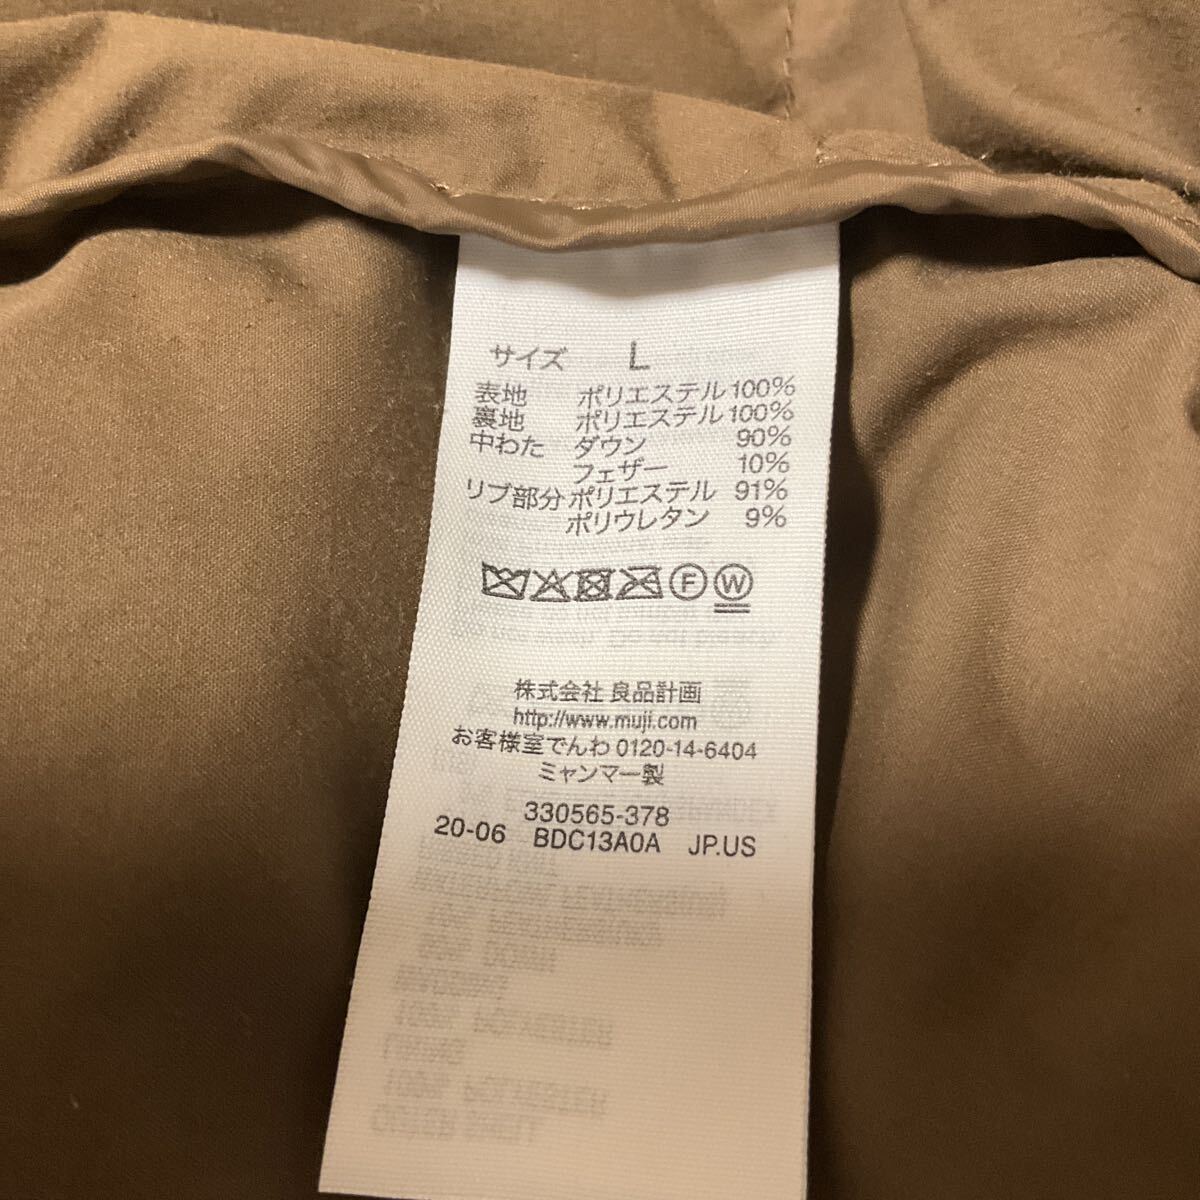 サイズ L
表地 ポリエステル 100%
裏地 ポリエステル 100%
中わた ダウン 90%
フェザー 10%
リブ部分 ポリエステル 91%
ポリウレタン 9%
F W
株式会社 良品計画
http://www.muji.com
お客様室でんわ 0120-14-6404
ミャンマー製
330565-378
20-06 BDC13A0A JP.US